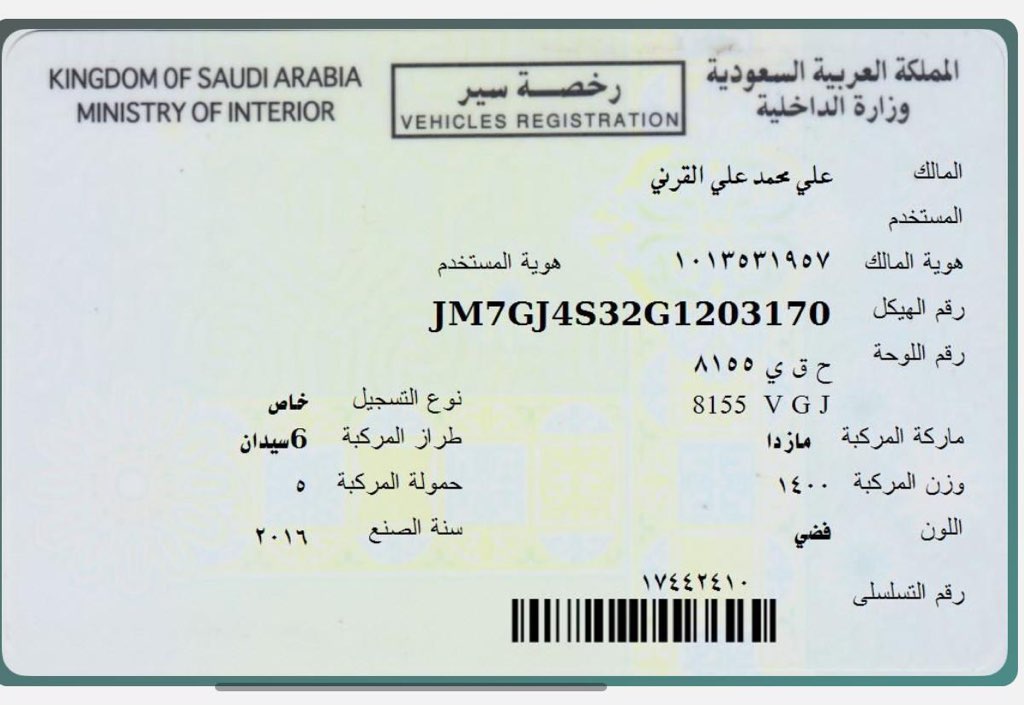 KINGDOM OF SAUDI ARABIA
MINISTRY OF INTERIOR
رخصة سير
VEHICLES REGISTRATION
المملكة العربية السعودية
وزارة الداخلية
المالك علي محمد علي القرني
المستخدم
هوية المالك ١٠١٣٥٣١٩٥٧ هوية المستخدم
رقم الهيكل JM7GJ4S32G1203170
رقم اللوحة ح ق ي ٨١٥٥
8155 V G J
نوع التسجيل خاص
ماركة المركبة مازدا طراز المركبة 6سيدان
وزن المركبة ١٤٠٠ حمولة المركبة ٥
اللون فضي سنة الصنع ٢٠١٦
رقم التسلسلى ١٧٤٤٢٤١٠